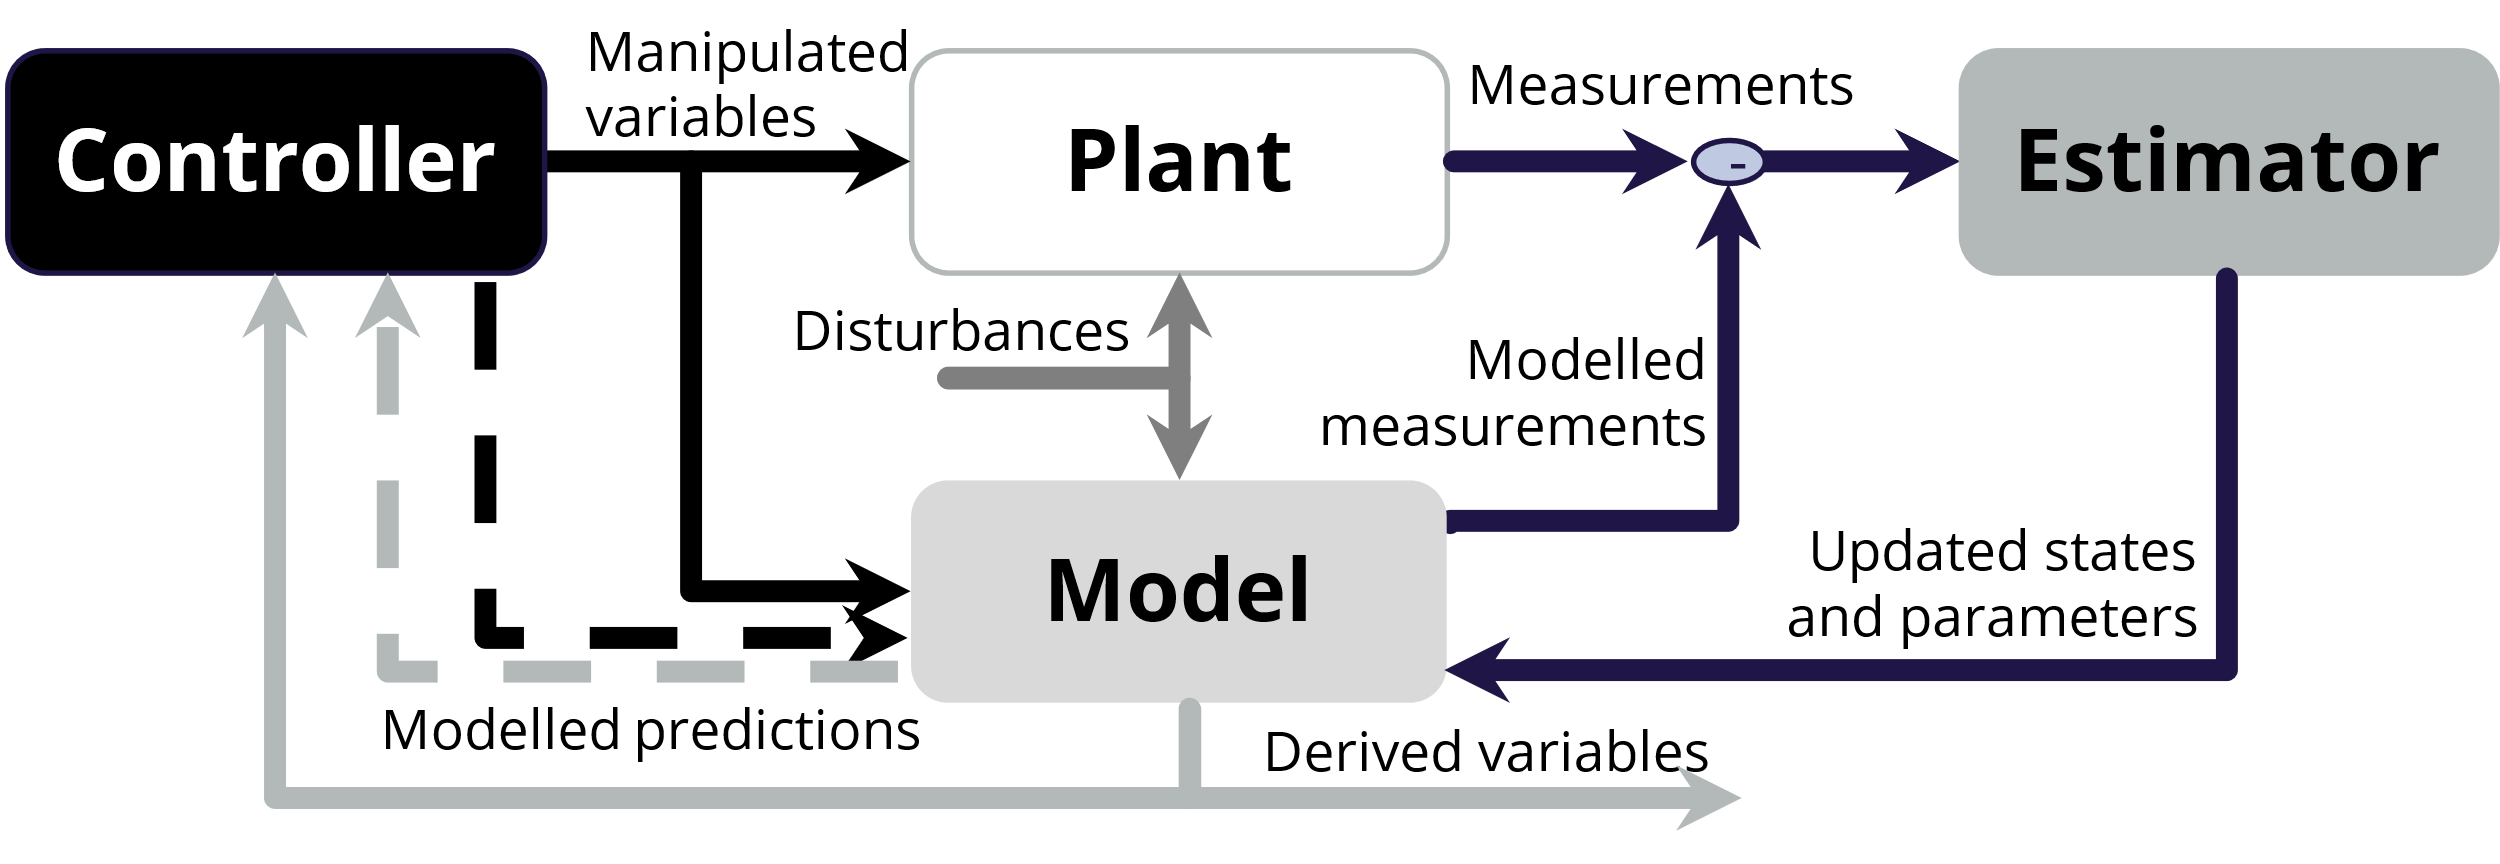 Manipulated
variables
Measurements
Controller
Plant
-
Estimator
Disturbances
Modelled
measurements
Updated states
and parameters
Model
Modelled predictions
Derived variables